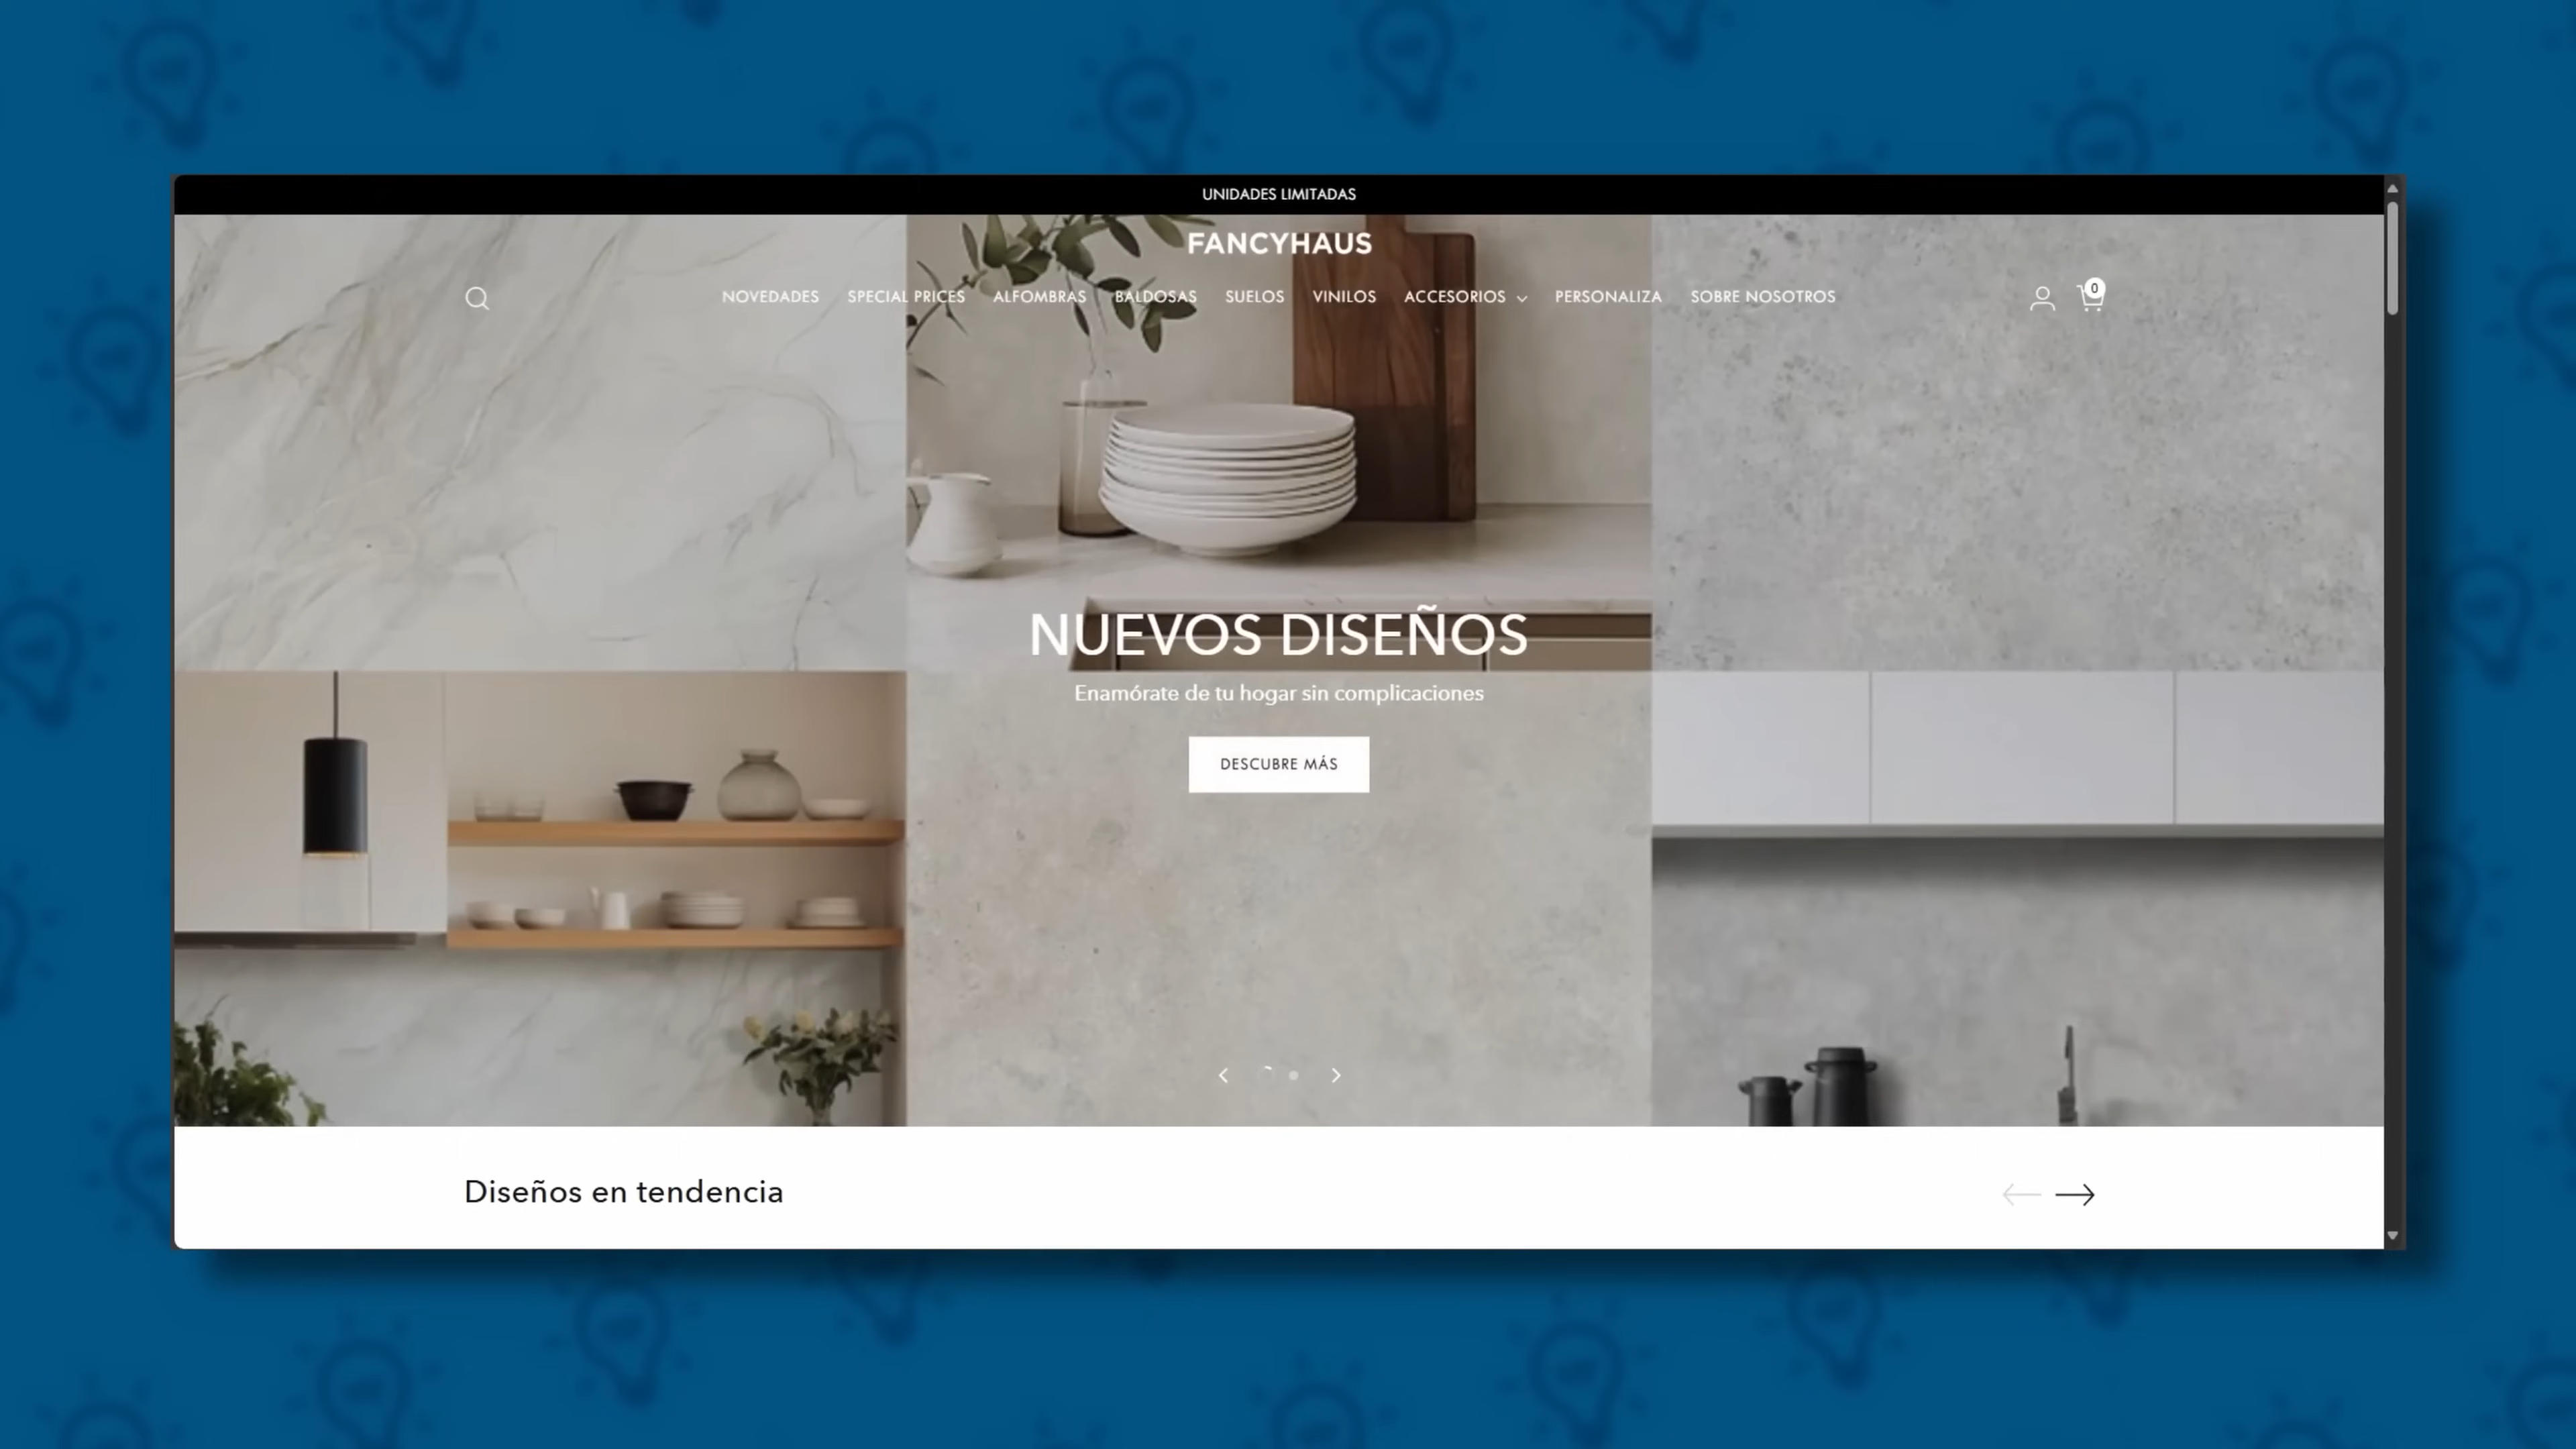 UNIDADES LIMITADAS
FANCYHAUS
NOVEDADES SPECIAL PRICES ALFOMBRAS BALDOSAS SUELOS VINILOS ACCESORIOS PERSONALIZA SOBRE NOSOTROS
0
NUEVOS DISEÑOS
Enamórate de tu hogar sin complicaciones
DESCUBRE MÁS
Diseños en tendencia